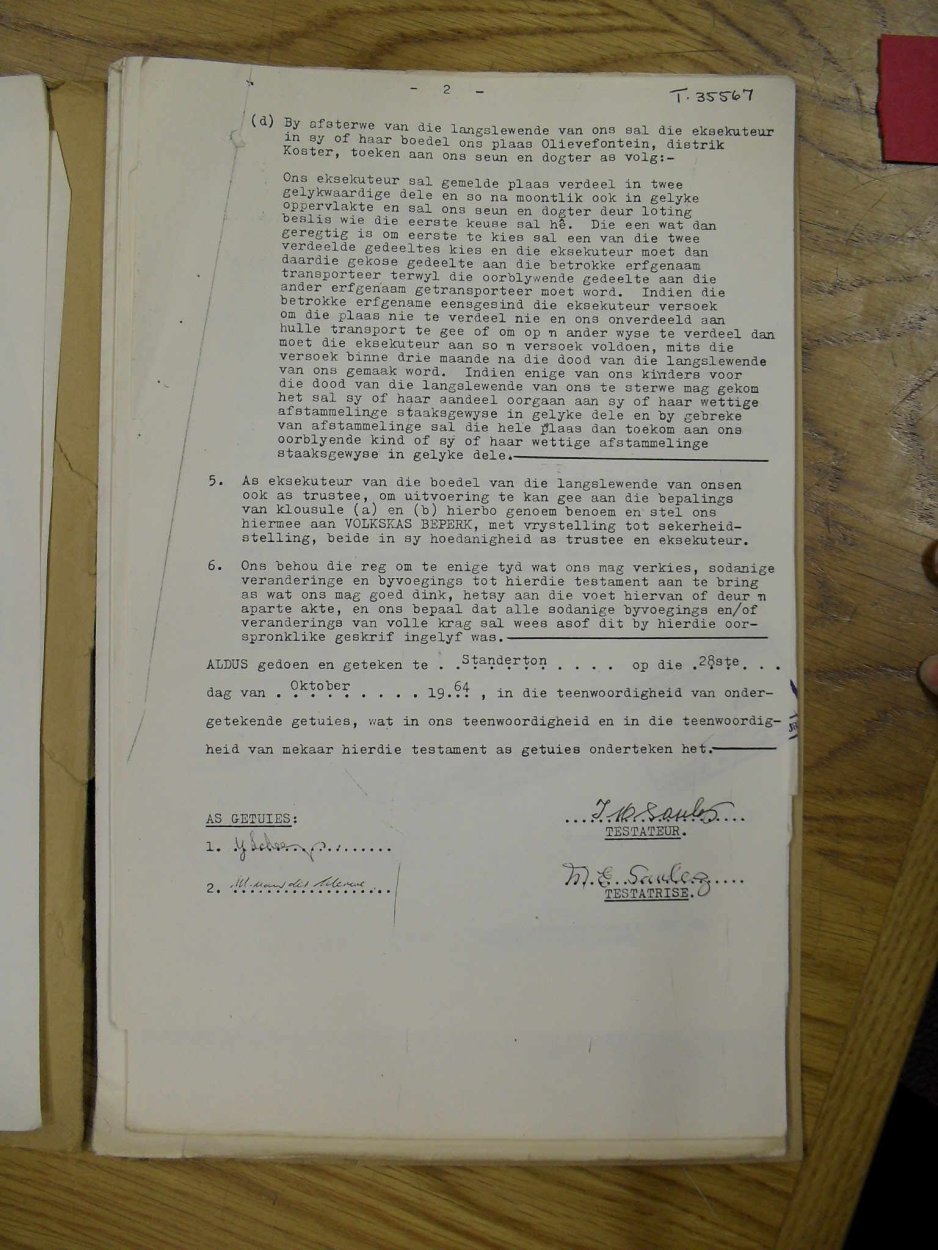 - 2 -
T.35567
(d) By afsterwe van die langslewende van ons sal die eksekuteur
in sy of haar boedel ons plaas Olievefontein, distrik
Koster, toeken aan ons seun en dogter as volg:-
Ons eksekuteur sal gemelde plaas verdeel in twee
gelykwaardige dele en so na moontlik ook in gelyke
oppervlakte en sal ons seun en dogter deur loting
beslis wie die eerste keuse sal hê. Die een wat dan
geregtig is om eerste te kies sal een van die twee
verdeelde gedeeltes kies en die eksekuteur moet dan
daardie gekose gedeelte aan die betrokke erfgenaam
transporteer terwyl die oorblywende gedeelte aan die
ander erfgenaam getransporteer moet word. Indien die
betrokke erfgename eensgesind die eksekuteur versoek
om die plaas nie te verdeel nie en ons onverdeeld aan
hulle transport te gee of om op 'n ander wyse te verdeel dan
moet die eksekuteur aan so 'n versoek voldoen, mits die
versoek binne drie maande na die dood van die langslewende
van ons gemaak word. Indien enige van ons kinders voor
die dood van die langslewende van ons te sterwe mag gekom
het sal sy of haar aandeel oorgaan aan sy of haar wettige
afstammelinge staaksgewyse in gelyke dele en by gebreke
van afstammelinge sal die hele plaas dan toekom aan ons
oorblyende kind of sy of haar wettige afstammelinge
staaksgewyse in gelyke dele.
5. As eksekuteur van die boedel van die langslewende van onsen
ook as trustee, om uitvoering te kan gee aan die bepalings
van klousule (a) en (b) hierbo genoem benoem en stel ons
hiermee aan VOLKSKAS BEPERK, met vrystelling tot sekerheid-
stelling, beide in sy hoedanigheid as trustee en eksekuteur.
6. Ons behou die reg om te enige tyd wat ons mag verkies, sodanige
veranderinge en byvoegings tot hierdie testament aan te bring
as wat ons mag goed dink, hetsy aan die voet hiervan of deur 'n
aparte akte, en ons bepaal dat alle sodanige byvoegings en/of
veranderings van volle krag sal wees asof dit by hierdie oor-
spronklike geskrif ingelyf was.
ALDUS gedoen en geteken te . .Standerton . . . . op die .28ste. . .
dag van . Oktober . . . . 19.64 , in die teenwoordigheid van onder-
getekende getuies, wat in ons teenwoordigheid en in die teenwoordig-
heid van mekaar hierdie testament as getuies onderteken het.
AS GETUIES:
TESTATEUR.
1.
2.
M. E.
TESTATRISE.